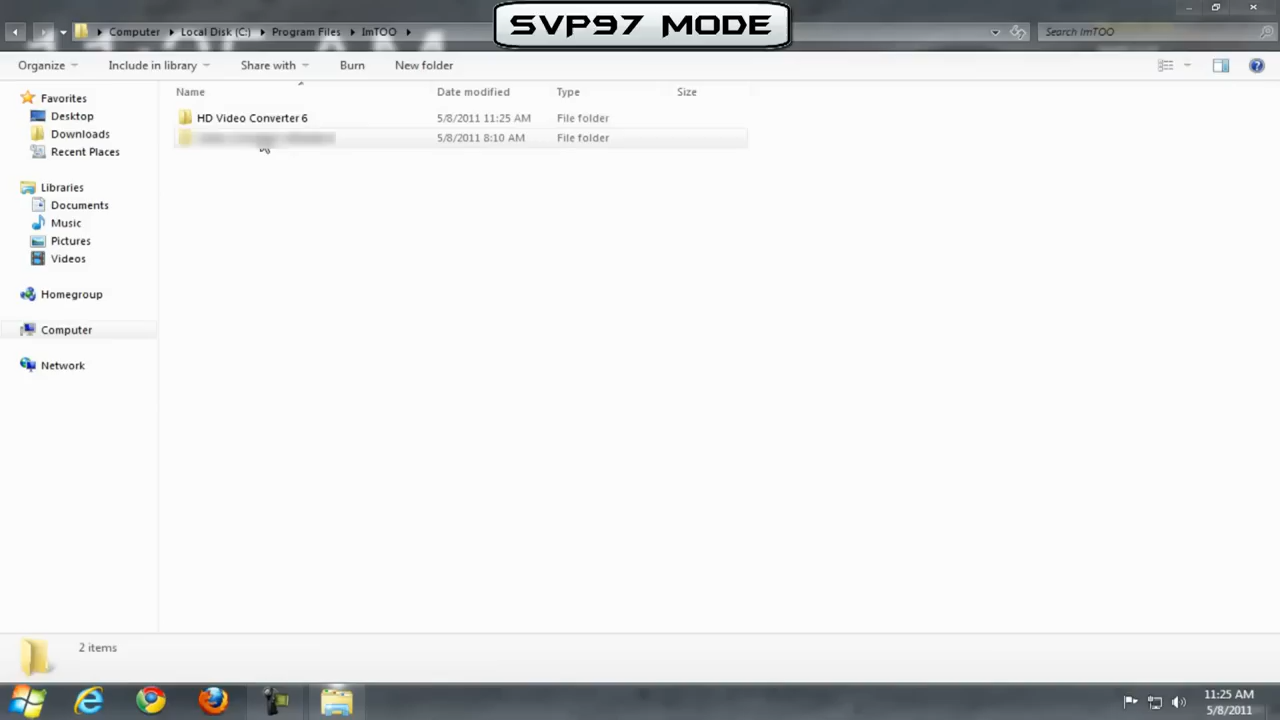 SVP97 MODE
Computer Local Disk (C:) Program Files ImTOO
Search ImTOO
Organize Include in library Share with Burn New folder
Name Date modified Type Size
HD Video Converter 6 5/8/2011 11:25 AM File folder
5/8/2011 8:10 AM File folder
Favorites
Desktop
Downloads
Recent Places
Libraries
Documents
Music
Pictures
Videos
Homegroup
Computer
Network
2 items
11:25 AM
5/8/2011